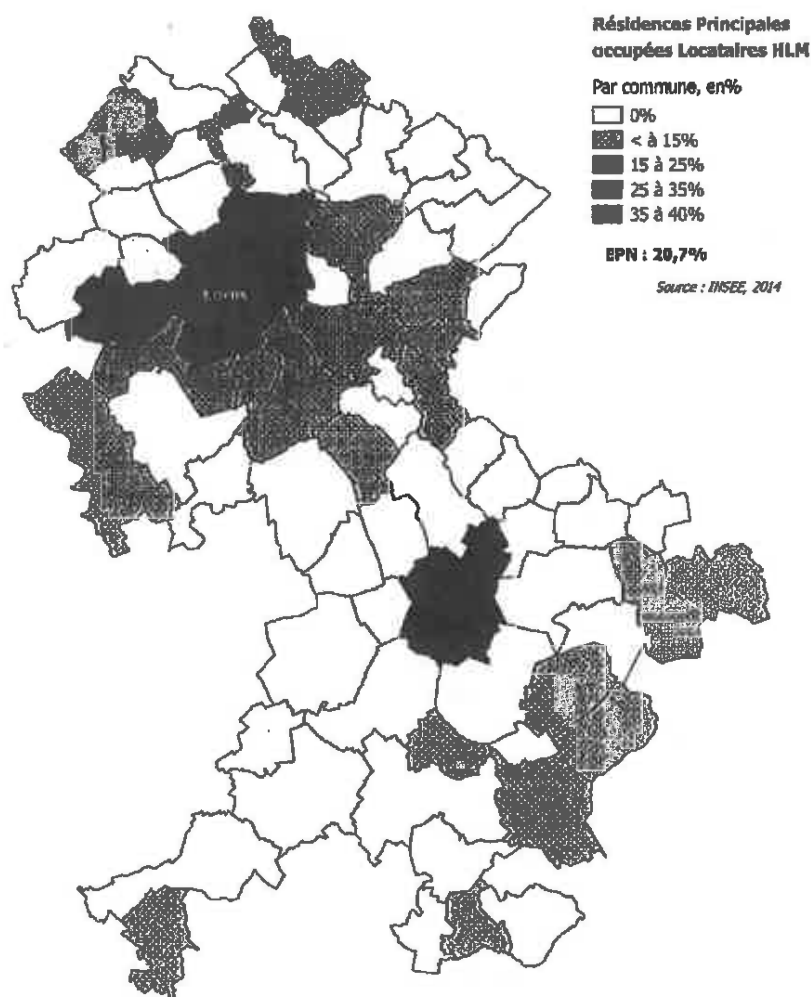 Résidences Principales
occupées Locataires HLM
Par commune, en%
0%
< à 15%
15 à 25%
25 à 35%
35 à 40%
EPN : 20,7%
Source : INSEE, 2014